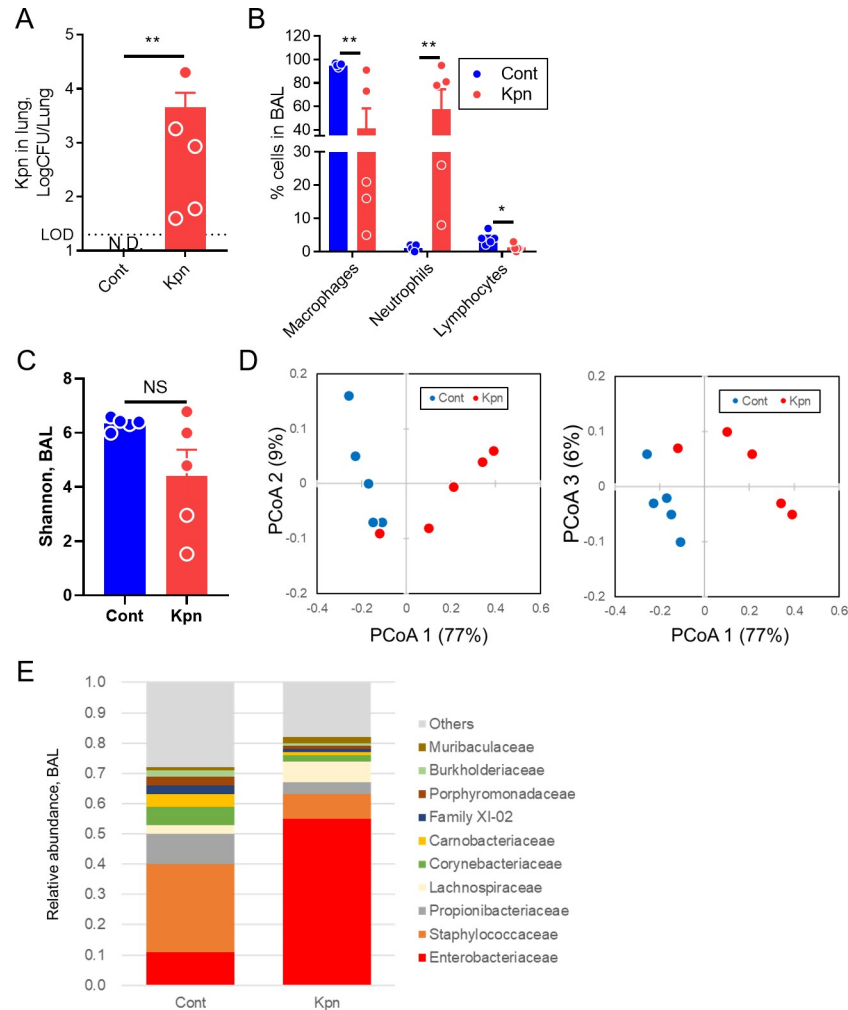 A
**
Kpn in lung,
LogCFU/Lung
5
4
3
2
1
LOD
N.D.
Cont
Kpn
B
**
**
*
% cells in BAL
120
100
80
60
40
30
20
10
0
Cont
Kpn
Macrophages
Neutrophils
Lymphocytes
C
NS
Shannon, BAL
8
6
4
2
0
Cont
Kpn
D
PCoA 2 (9%)
0.2
0.1
0
-0.1
-0.2
Cont Kpn
-0.4 -0.2 0 0.2 0.4 0.6
PCoA 1 (77%)
PCoA 3 (6%)
0.2
0.1
0
-0.1
-0.2
Cont Kpn
-0.4 -0.2 0 0.2 0.4 0.6
PCoA 1 (77%)
E
Relative abundance, BAL
1.0
0.9
0.8
0.7
0.6
0.5
0.4
0.3
0.2
0.1
0.0
Cont
Kpn
Others
Muribaculaceae
Burkholderiaceae
Porphyromonadaceae
Family XI-02
Carnobacteriaceae
Corynebacteriaceae
Lachnospiraceae
Propionibacteriaceae
Staphylococcaceae
Enterobacteriaceae